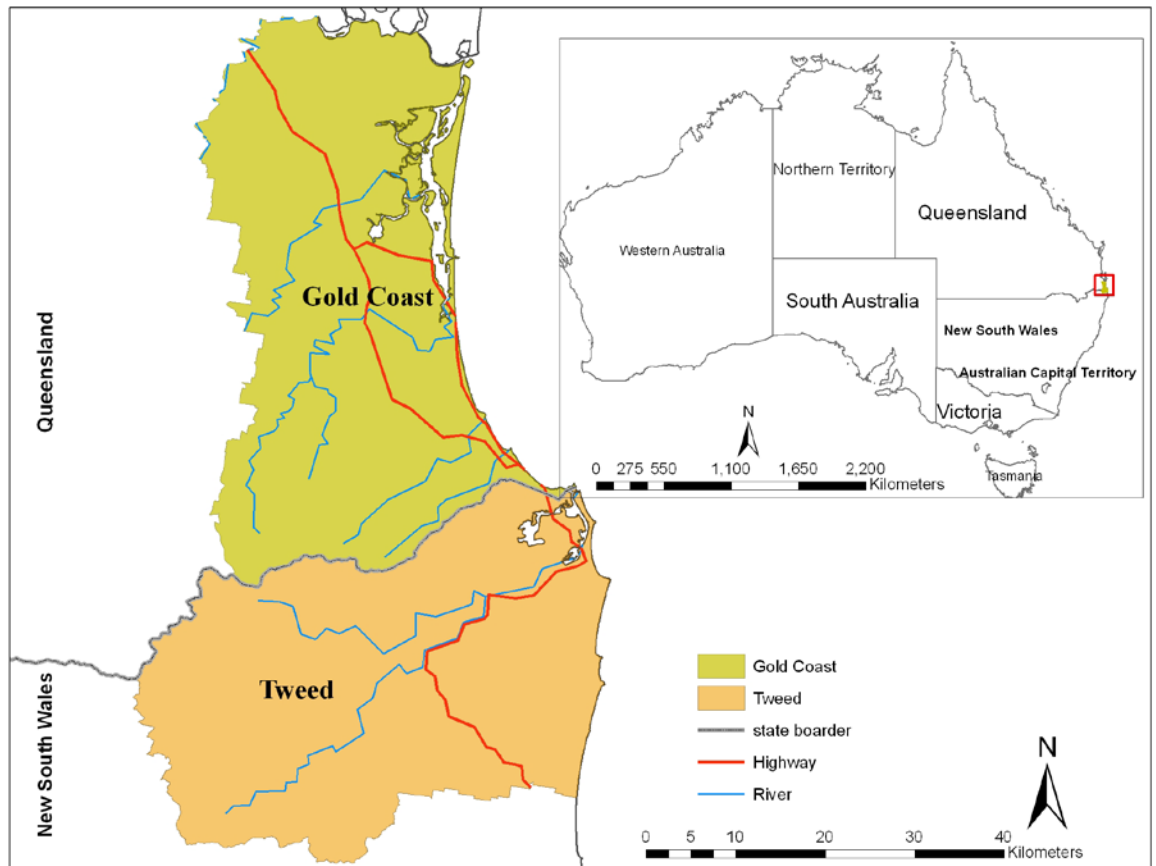 Queensland
New South Wales
Gold Coast
Tweed
Northern Territory
Queensland
Western Australia
South Australia
New South Wales
Australian Capital Territory
Victoria
Tasmania
N
0 275 550 1,100 1,650 2,200
Kilometers
Gold Coast
Tweed
state boarder
Highway
River
N
0 5 10 20 30 40
Kilometers